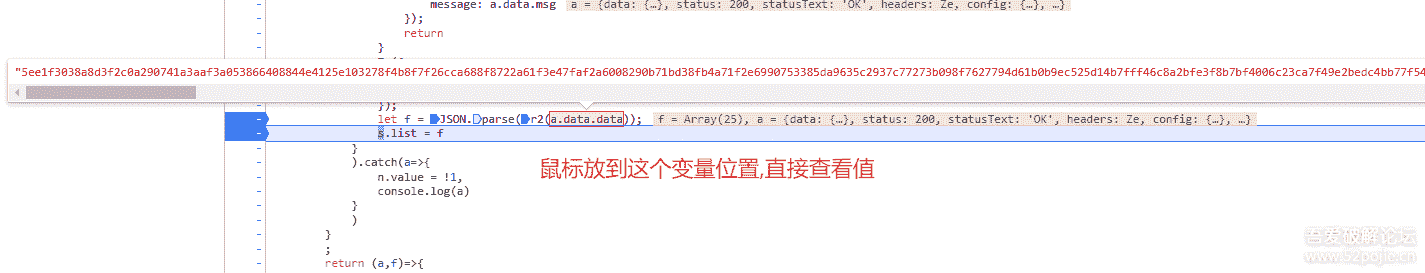 message: a.data.msg a = {data: {…}, status: 200, statusText: 'OK', headers: Ze, config: {…}, …}
});
return
}
"5ee1f3038a8d3f2c0a290741a3aaf3a053866408844e4125e103278f4b8f7f26cca688f8722a61f3e47faf2a6008290b71bd38fb4a71f2e6990753385da9635c2937c77273b098f7627794d61b0b9ec525d14b7fff46c8a2bfe3f8b7bf4006c23ca7f49e2bedc4bb77f54
});
let f = JSON.parse(r2(a.data.data)); f = Array(25), a = {data: {…}, status: 200, statusText: 'OK', headers: Ze, config: {…}, …}
s.list = f
}
).catch(a=>{
n.value = !1,
console.log(a)
}
)
}
;
return (a,f)=>{
鼠标放到这个变量位置,直接查看值
吾爱破解论坛
www.52pojie.cn